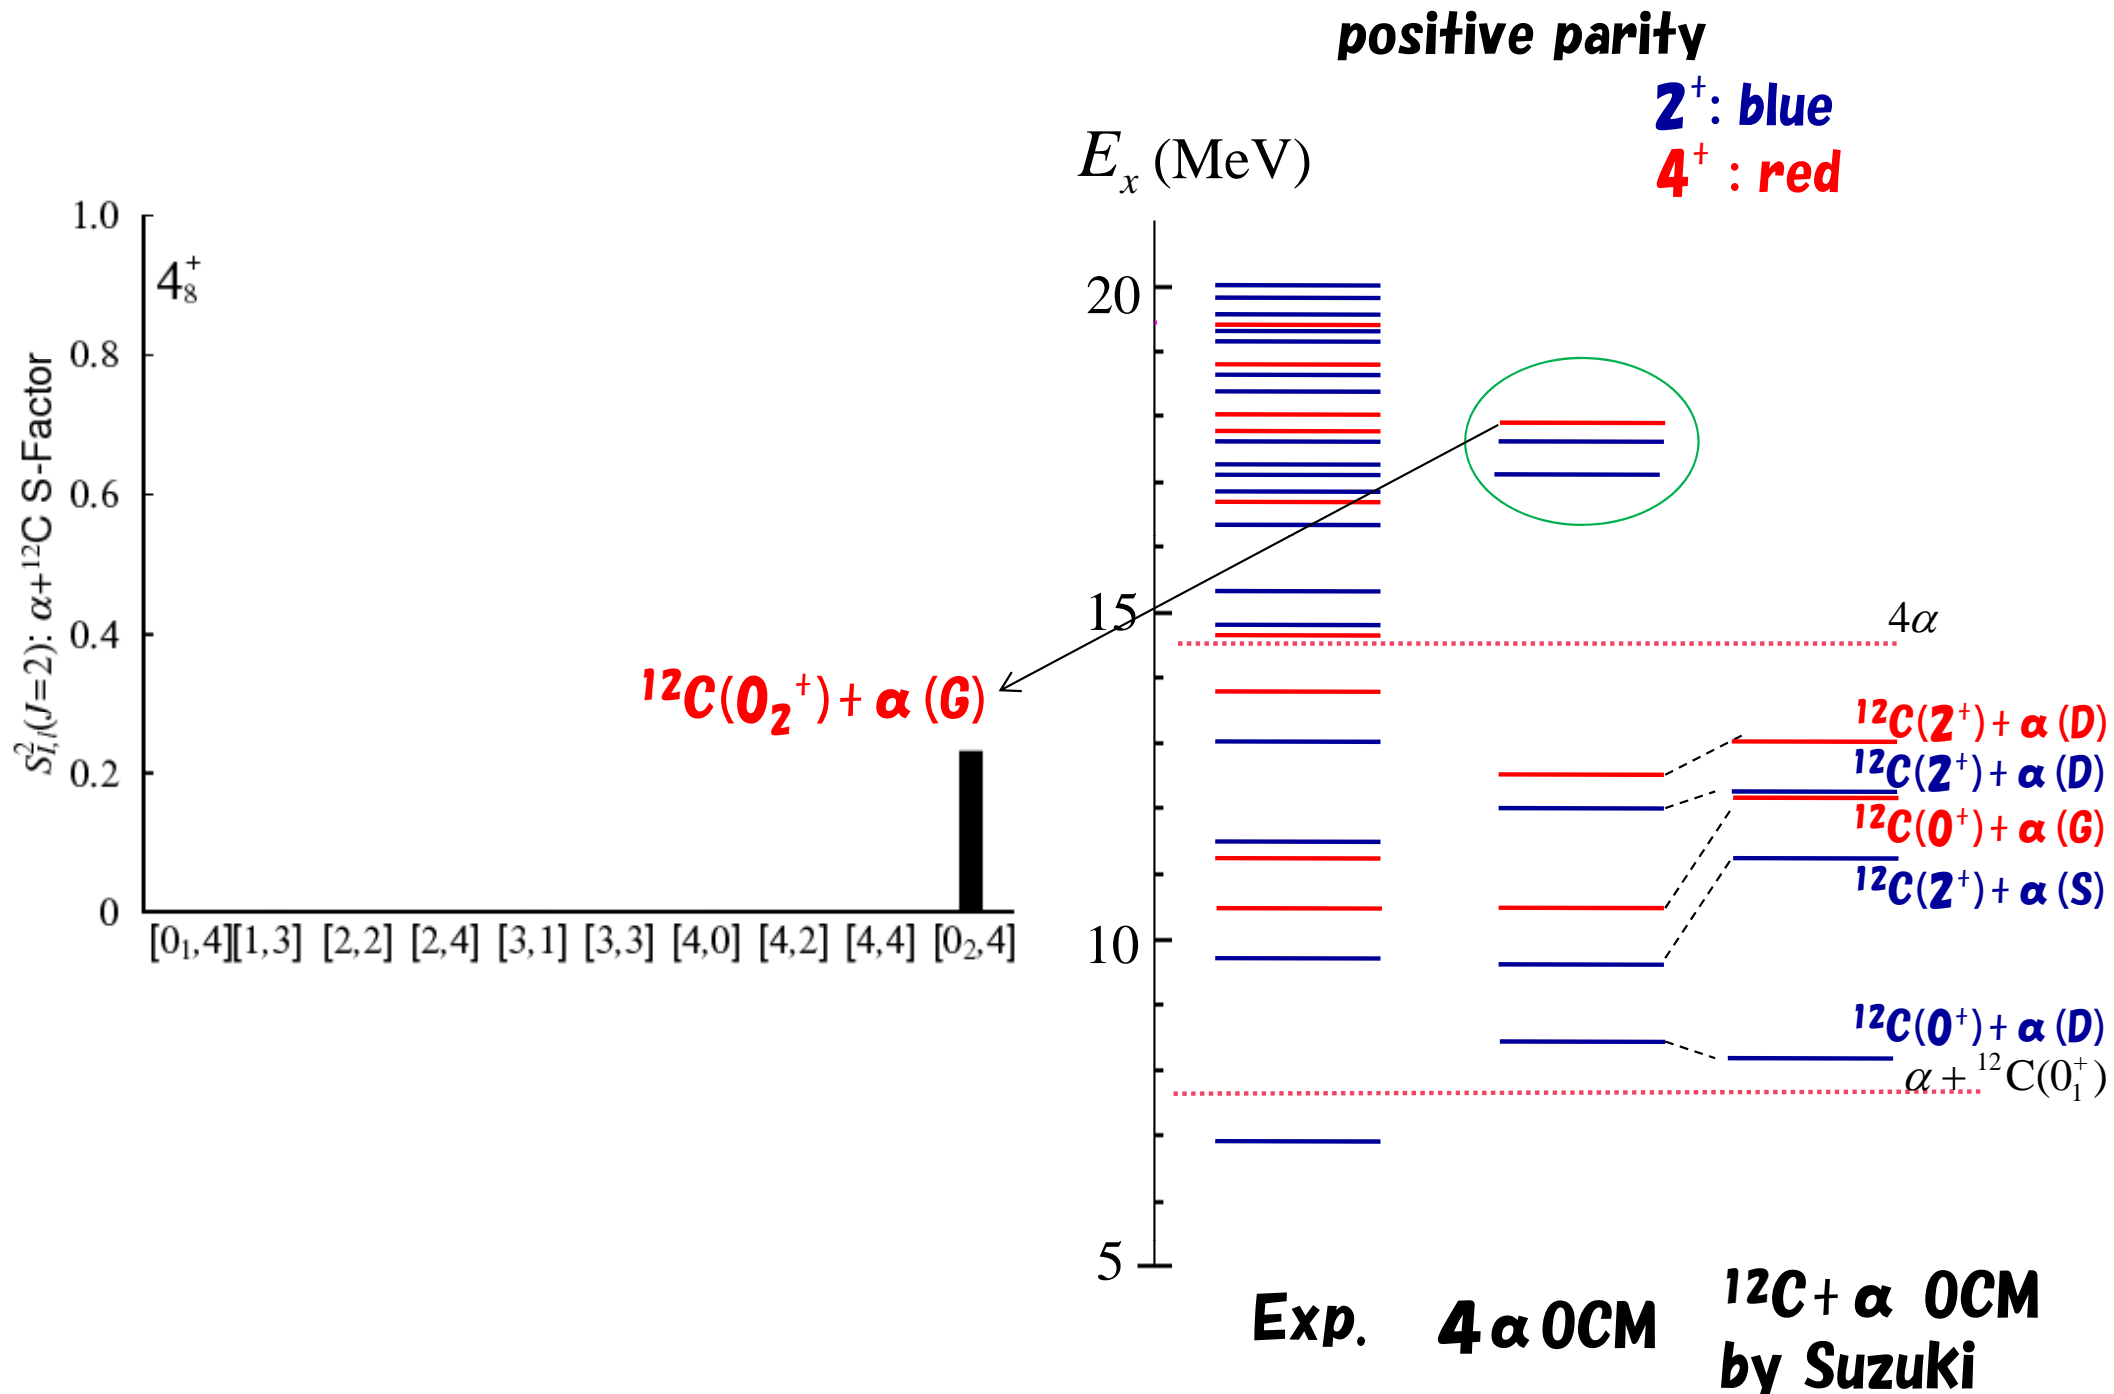 positive parity
2⁺: blue
4⁺ : red
Eₓ (MeV)
1.0
0.8
0.6
0.4
0.2
0
4₈⁺
S²_{I,l}(J=2): α+¹²C S-Factor
¹²C(0₂⁺)+ α (G)
[0₁,4][1,3] [2,2] [2,4] [3,1] [3,3] [4,0] [4,2] [4,4] [0₂,4]
20
15
10
5
4α
¹²C(2⁺)+ α (D)
¹²C(2⁺)+ α (D)
¹²C(0⁺)+ α (G)
¹²C(2⁺)+ α (S)
¹²C(0⁺)+ α (D)
α + ¹²C(0₁⁺)
Exp.
4α OCM
¹²C+ α OCM
by Suzuki